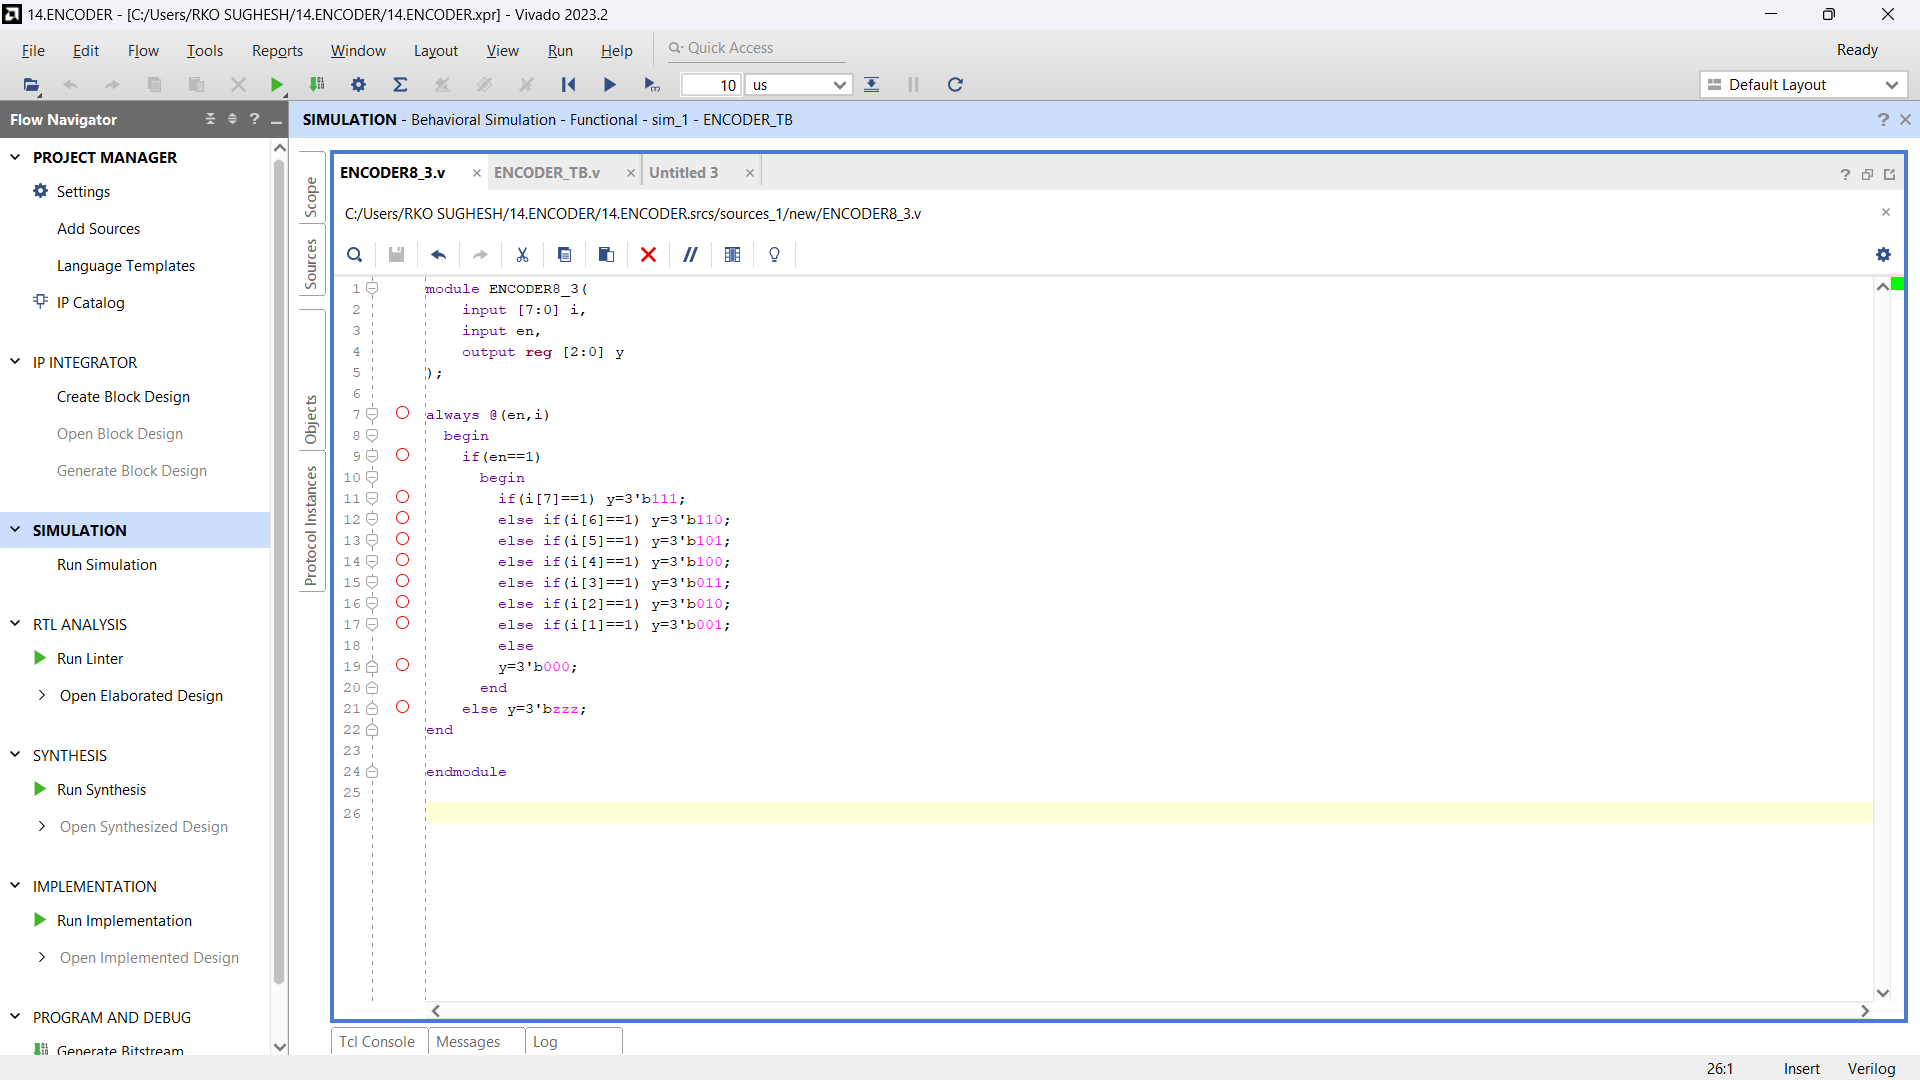 14.ENCODER - [C:/Users/RKO SUGHESH/14.ENCODER/14.ENCODER.xpr] - Vivado 2023.2
File Edit Flow Tools Reports Window Layout View Run Help Quick Access Ready
10 us Default Layout
Flow Navigator
SIMULATION - Behavioral Simulation - Functional - sim_1 - ENCODER_TB
PROJECT MANAGER
Settings
Add Sources
Language Templates
IP Catalog
IP INTEGRATOR
Create Block Design
Open Block Design
Generate Block Design
SIMULATION
Run Simulation
RTL ANALYSIS
Run Linter
Open Elaborated Design
SYNTHESIS
Run Synthesis
Open Synthesized Design
IMPLEMENTATION
Run Implementation
Open Implemented Design
PROGRAM AND DEBUG
Generate Bitstream
Scope
Sources
Objects
Protocol Instances
ENCODER8_3.v ENCODER_TB.v Untitled 3
C:/Users/RKO SUGHESH/14.ENCODER/14.ENCODER.srcs/sources_1/new/ENCODER8_3.v
1 module ENCODER8_3(
2 input [7:0] i,
3 input en,
4 output reg [2:0] y
5 );
6
7 always @(en,i)
8 begin
9 if(en==1)
10 begin
11 if(i[7]==1) y=3'b111;
12 else if(i[6]==1) y=3'b110;
13 else if(i[5]==1) y=3'b101;
14 else if(i[4]==1) y=3'b100;
15 else if(i[3]==1) y=3'b011;
16 else if(i[2]==1) y=3'b010;
17 else if(i[1]==1) y=3'b001;
18 else
19 y=3'b000;
20 end
21 else y=3'bzzz;
22 end
23
24 endmodule
25
26
Tcl Console Messages Log
26:1 Insert Verilog